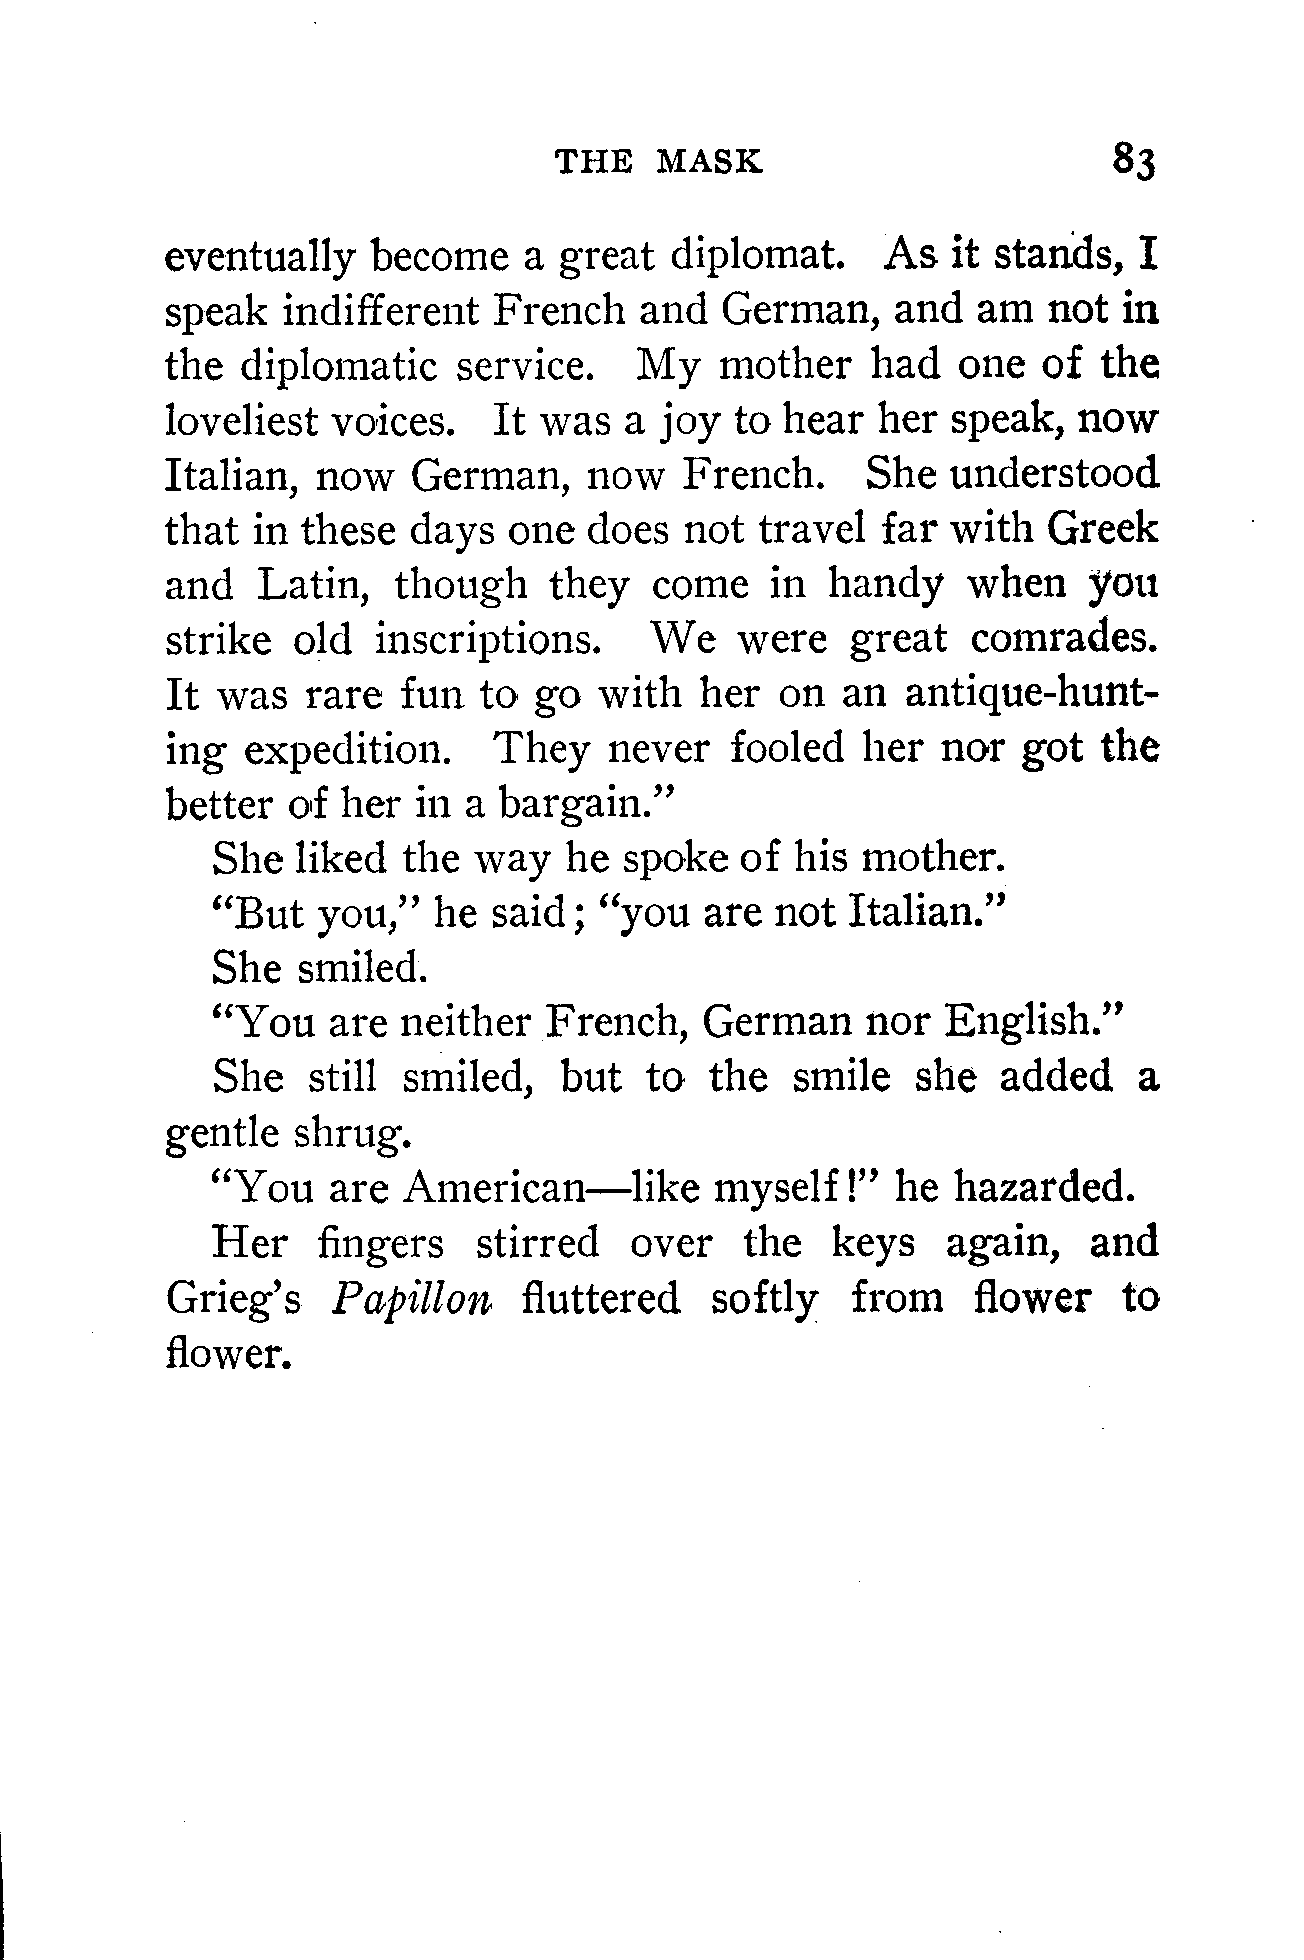 THE MASK 83
eventually become a great diplomat. As it stands, I
speak indifferent French and German, and am not in
the diplomatic service. My mother had one of the
loveliest voices. It was a joy to hear her speak, now
Italian, now German, now French. She understood
that in these days one does not travel far with Greek
and Latin, though they come in handy when you
strike old inscriptions. We were great comrades.
It was rare fun to go with her on an antique-hunt-
ing expedition. They never fooled her nor got the
better of her in a bargain.”
She liked the way he spoke of his mother.
“But you,” he said; “you are not Italian.”
She smiled.
“You are neither French, German nor English.”
She still smiled, but to the smile she added a
gentle shrug.
“You are American—like myself!” he hazarded.
Her fingers stirred over the keys again, and
Grieg’s Papillon fluttered softly from flower to
flower.